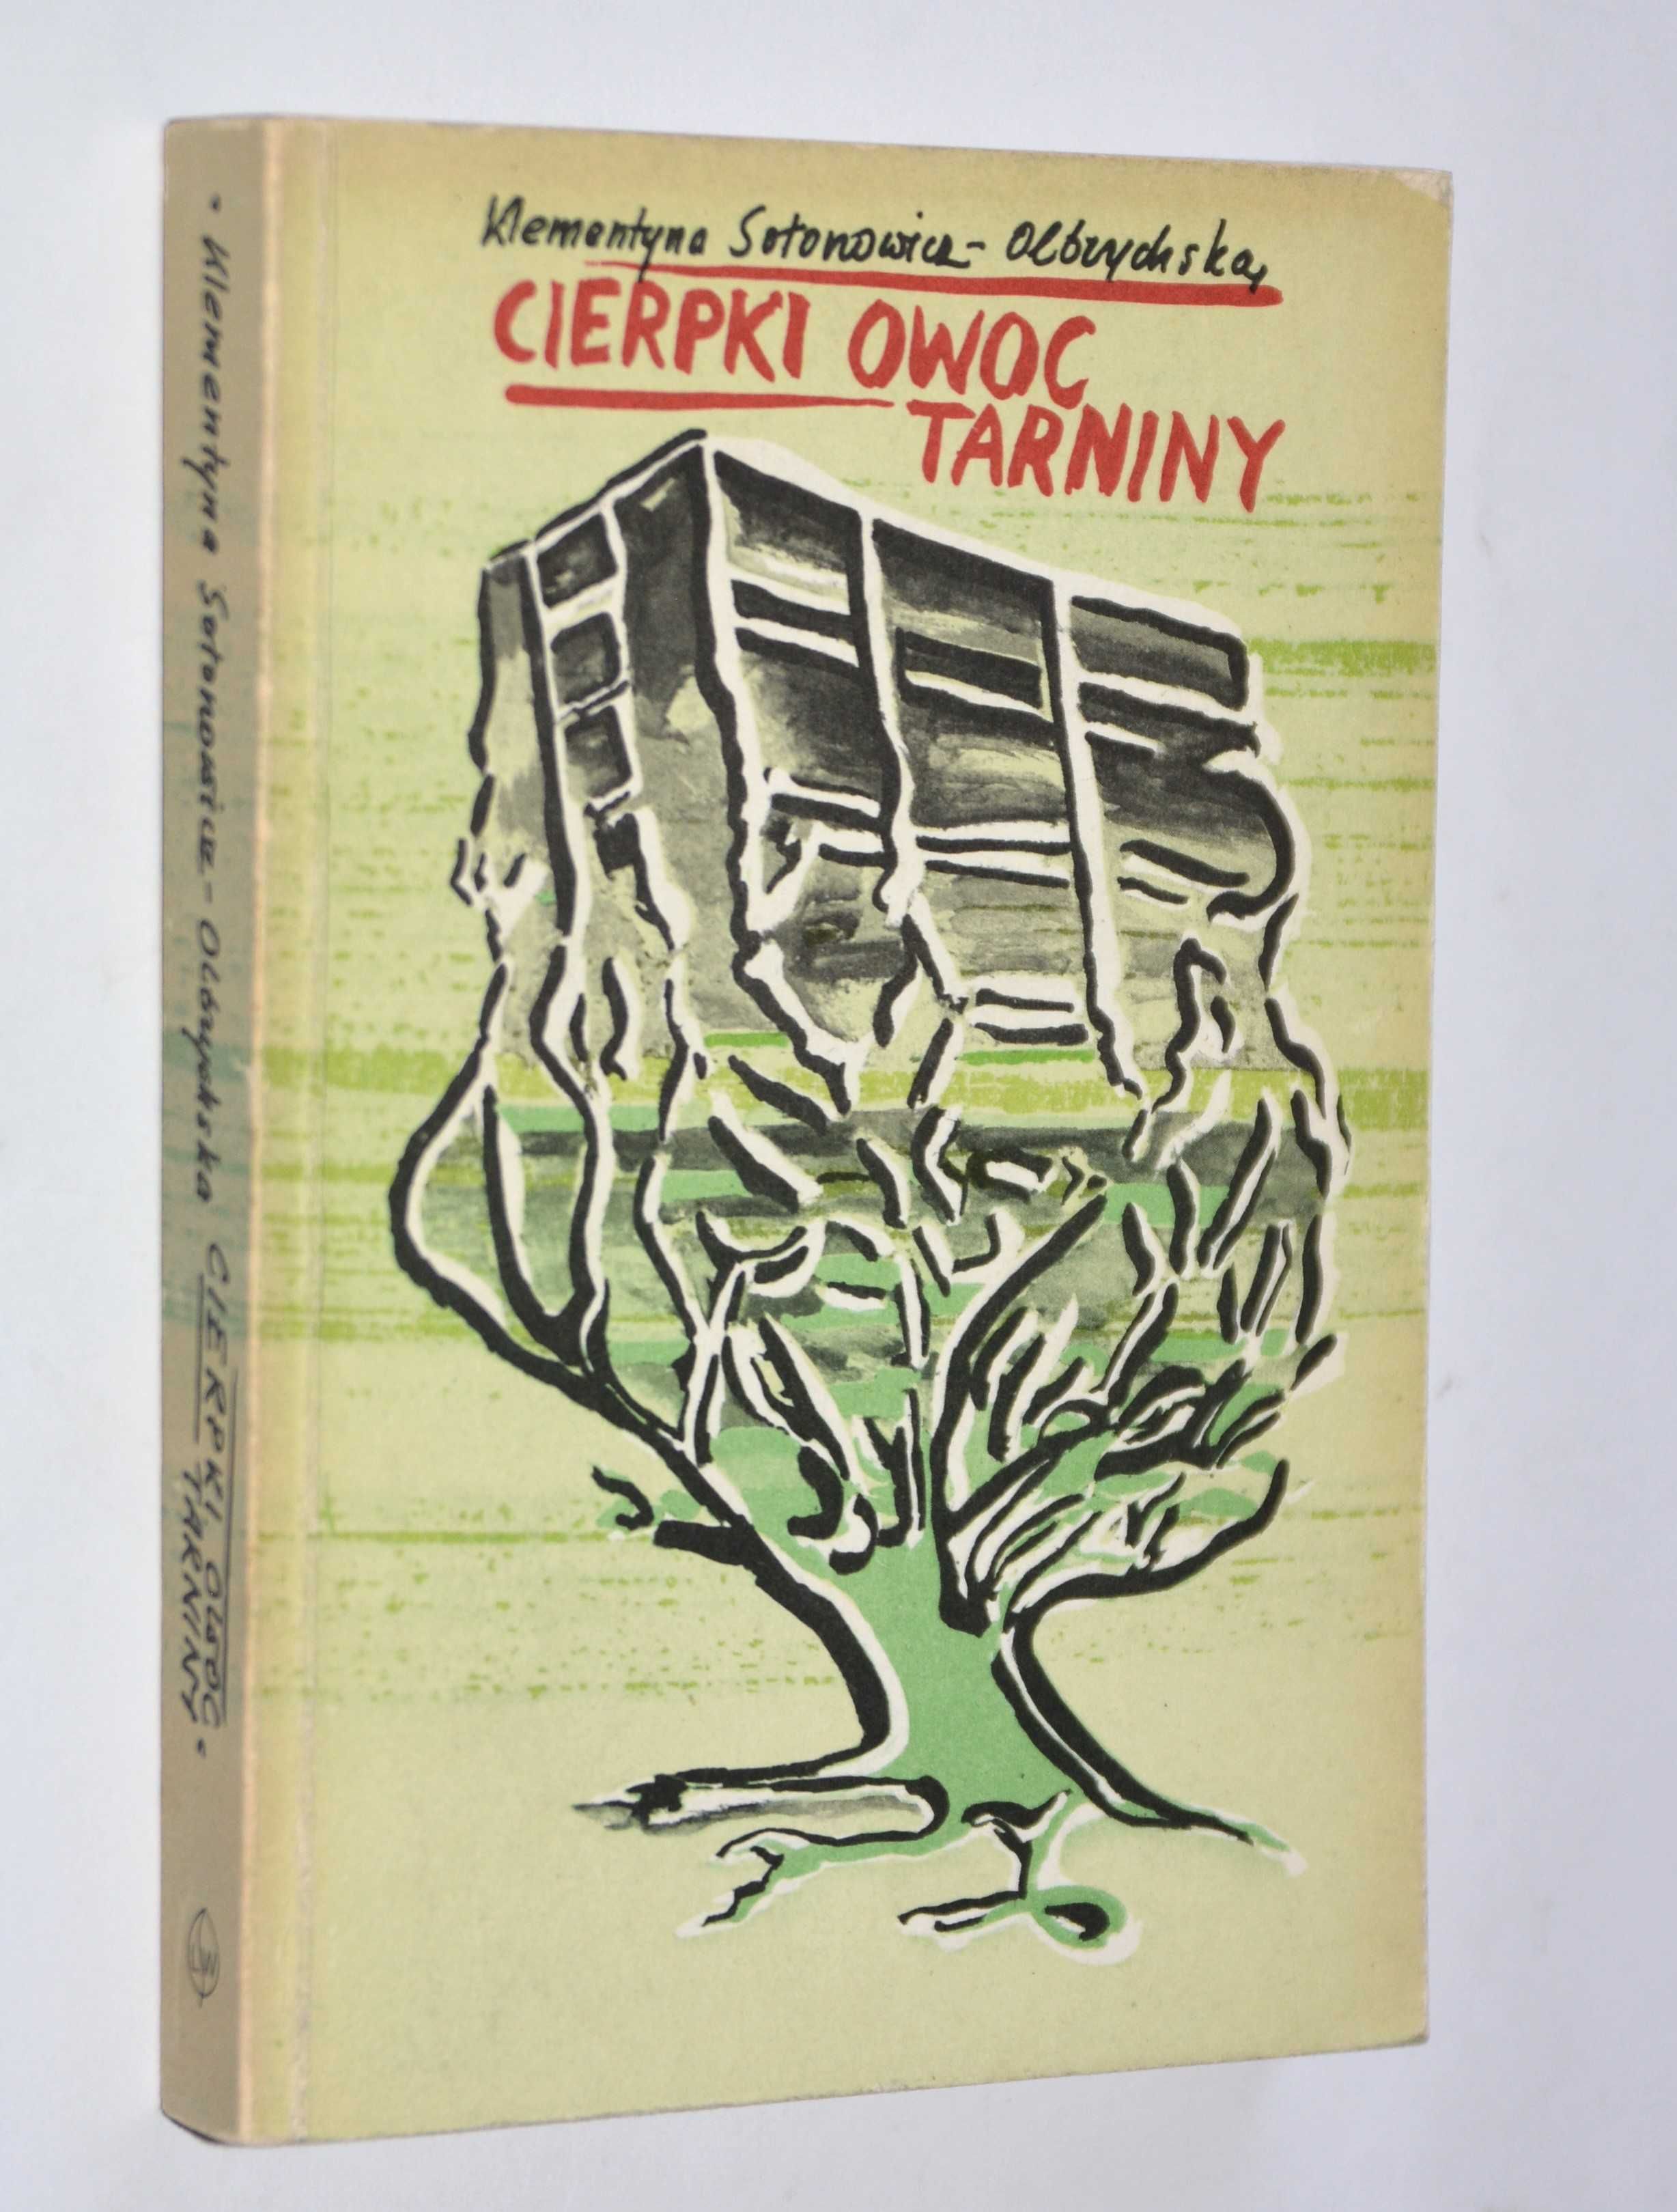 Klementyna Sołonowicz-Olbrychska,
CIERPKI OWOC
TARNINY
• Klementyna Sołonowicz-Olbrychska CIERPKI OWOC
TARNINY •